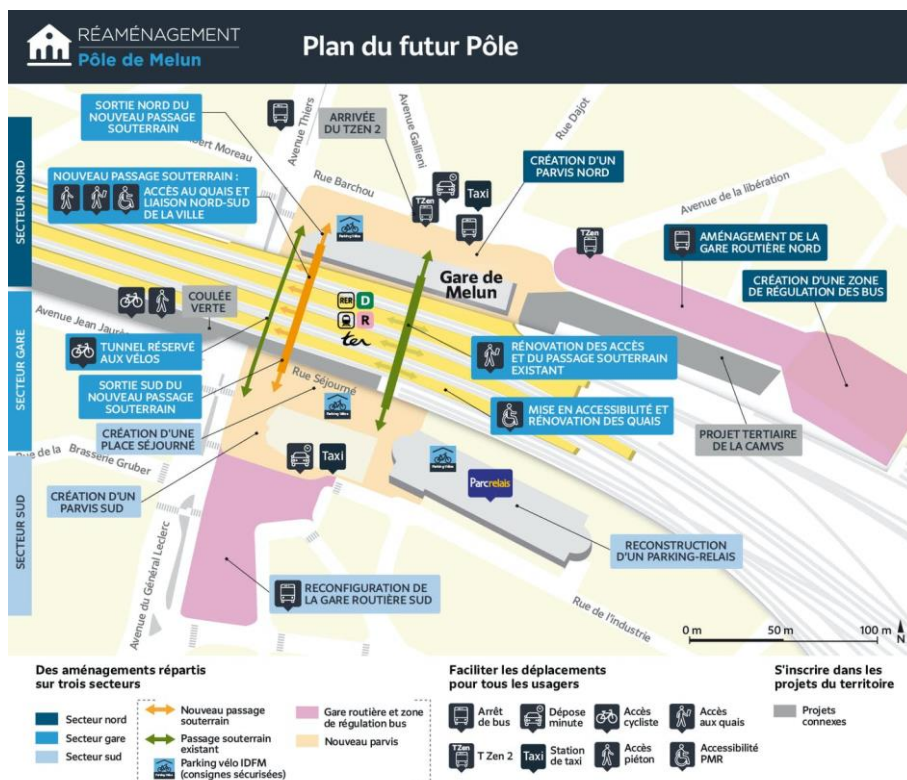 RÉAMÉNAGEMENT
Pôle de Melun
Plan du futur Pôle
SECTEUR NORD
SECTEUR GARE
SECTEUR SUD
SORTIE NORD DU
NOUVEAU PASSAGE
SOUTERRAIN
Avenue Thiers
ARRIVÉE
DU TZEN 2
Avenue Gallieni
Rue Dajot
bert Moreau
Rue Barchou
CRÉATION D'UN
PARVIS NORD
NOUVEAU PASSAGE SOUTERRAIN :
ACCÈS AU QUAIS ET
LIAISON NORD-SUD
DE LA VILLE
Taxi
TZen
Parking Vélos
Avenue de la libération
TZen
AMÉNAGEMENT DE LA
GARE ROUTIÈRE NORD
Gare de
Melun
CRÉATION D'UNE ZONE
DE RÉGULATION DES BUS
COULÉE
VERTE
RER D
R
ter
Avenue Jean Jaurès
TUNNEL RÉSERVÉ
AUX VÉLOS
RÉNOVATION DES ACCÈS
ET DU PASSAGE SOUTERRAIN
EXISTANT
SORTIE SUD DU
NOUVEAU PASSAGE
SOUTERRAIN
Rue Séjourné
Parking Vélos
MISE EN ACCESSIBILITÉ ET
RÉNOVATION DES QUAIS
CRÉATION D'UNE
PLACE SÉJOURNÉ
PROJET TERTIAIRE
DE LA CAMVS
Rue de la
Brasserie Gruber
Taxi
Parking Vélos
Parcrelais
CRÉATION D'UN
PARVIS SUD
Avenue du Général Leclerc
RECONSTRUCTION
D'UN PARKING-RELAIS
RECONFIGURATION DE
LA GARE ROUTIÈRE SUD
Rue de l'industrie
0 m 50 m 100 m N
Des aménagements répartis
sur trois secteurs
Secteur nord
Secteur gare
Secteur sud
Nouveau passage
souterrain
Passage souterrain
existant
Parking vélo IDFM
(consignes sécurisées)
Gare routière et zone
de régulation bus
Nouveau parvis
Faciliter les déplacements
pour tous les usagers
Arrêt
de bus
Dépose
minute
Accès
cycliste
Accès
aux quais
TZen
T Zen 2
Taxi
Station
de taxi
Accès
piéton
Accessibilité
PMR
S'inscrire dans les
projets du territoire
Projets
connexes